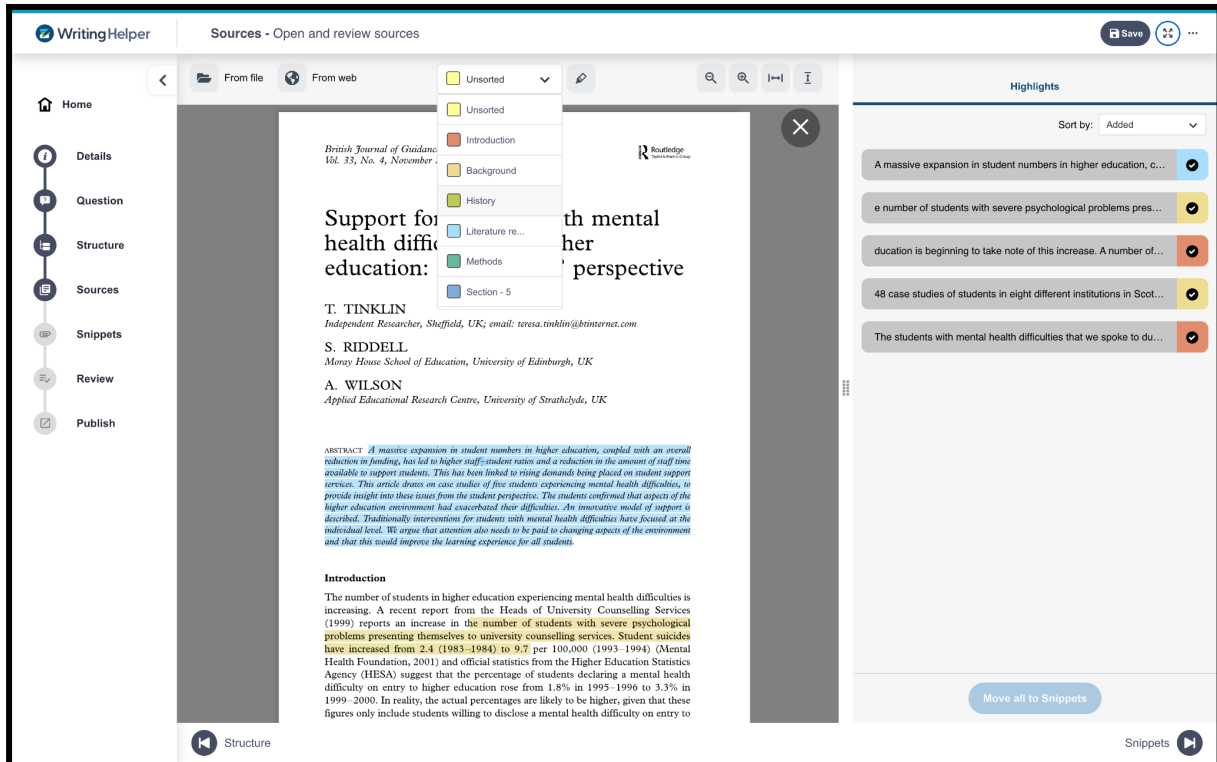 WritingHelper
Sources - Open and review sources
Save
Home
Details
Question
Structure
Sources
Snippets
Review
Publish
From file
From web
Unsorted
Unsorted
Introduction
Background
History
Literature re...
Methods
Section - 5
British Journal of Guidanc
Vol. 33, No. 4, November
Routledge
Taylor & Francis Group
Support for th mental
health diffic her
education: ' perspective
T. TINKLIN
Independent Researcher, Sheffield, UK; email: teresa.tinklin@btinternet.com
S. RIDDELL
Moray House School of Education, University of Edinburgh, UK
A. WILSON
Applied Educational Research Centre, University of Strathclyde, UK
ABSTRACT A massive expansion in student numbers in higher education, coupled with an overall
reduction in funding, has led to higher staff–student ratios and a reduction in the amount of staff time
available to support students. This has been linked to rising demands being placed on student support
services. This article draws on case studies of five students experiencing mental health difficulties, to
provide insight into these issues from the student perspective. The students confirmed that aspects of the
higher education environment had exacerbated their difficulties. An innovative model of support is
described. Traditionally interventions for students with mental health difficulties have focused at the
individual level. We argue that attention also needs to be paid to changing aspects of the environment
and that this would improve the learning experience for all students.
Introduction
The number of students in higher education experiencing mental health difficulties is
increasing. A recent report from the Heads of University Counselling Services
(1999) reports an increase in the number of students with severe psychological
problems presenting themselves to university counselling services. Student suicides
have increased from 2.4 (1983–1984) to 9.7 per 100,000 (1993–1994) (Mental
Health Foundation, 2001) and official statistics from the Higher Education Statistics
Agency (HESA) suggest that the percentage of students declaring a mental health
difficulty on entry to higher education rose from 1.8% in 1995–1996 to 3.3% in
1999–2000. In reality, the actual percentages are likely to be higher, given that these
figures only include students willing to disclose a mental health difficulty on entry to
Highlights
Sort by: Added
A massive expansion in student numbers in higher education, c...
e number of students with severe psychological problems pres...
ducation is beginning to take note of this increase. A number of...
48 case studies of students in eight different institutions in Scot...
The students with mental health difficulties that we spoke to du...
Move all to Snippets
Structure
Snippets